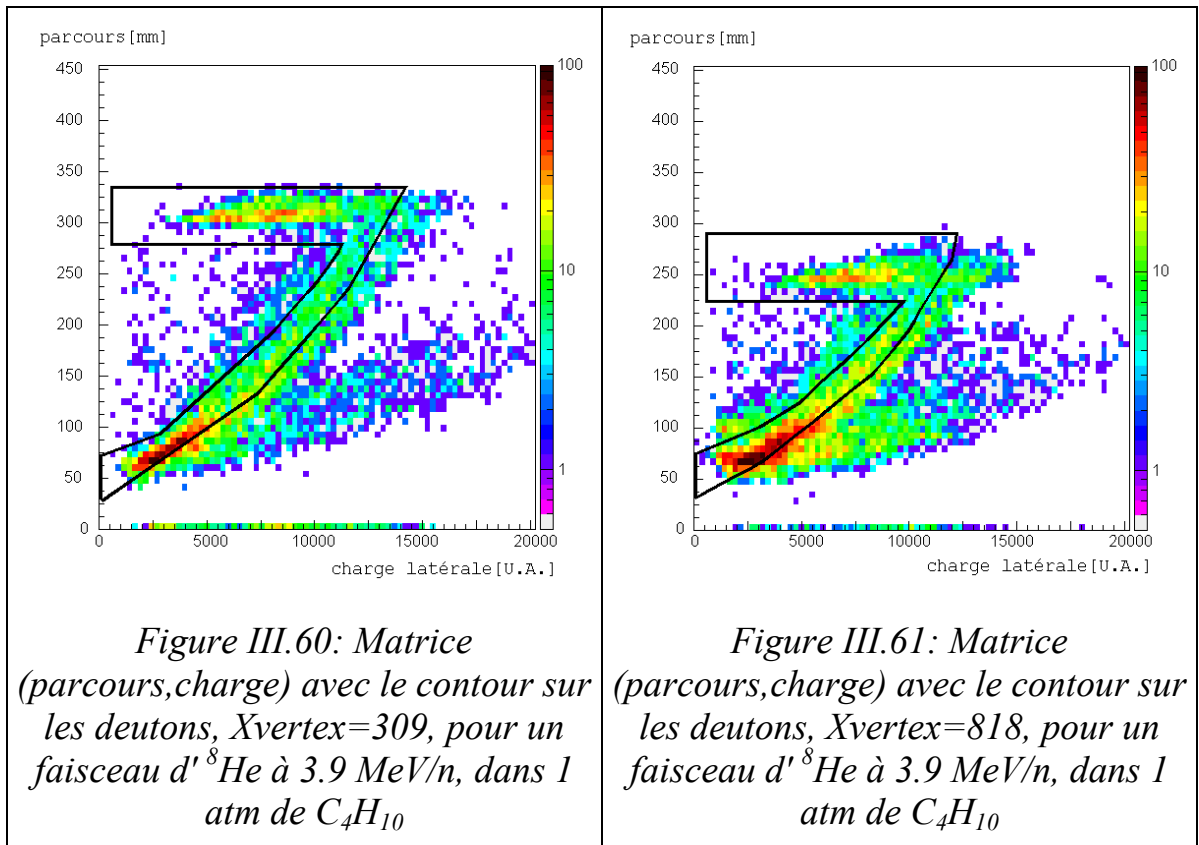 parcours[mm]
450
400
350
300
250
200
150
100
50
0
0 5000 10000 15000 20000
charge latérale[U.A.]
100
10
1
Figure III.60: Matrice
(parcours,charge) avec le contour sur
les deutons, Xvertex=309, pour un
faisceau d' ⁸He à 3.9 MeV/n, dans 1
atm de C₄H₁₀
parcours[mm]
450
400
350
300
250
200
150
100
50
0
0 5000 10000 15000 20000
charge latérale[U.A.]
100
10
1
Figure III.61: Matrice
(parcours,charge) avec le contour sur
les deutons, Xvertex=818, pour un
faisceau d' ⁸He à 3.9 MeV/n, dans 1
atm de C₄H₁₀